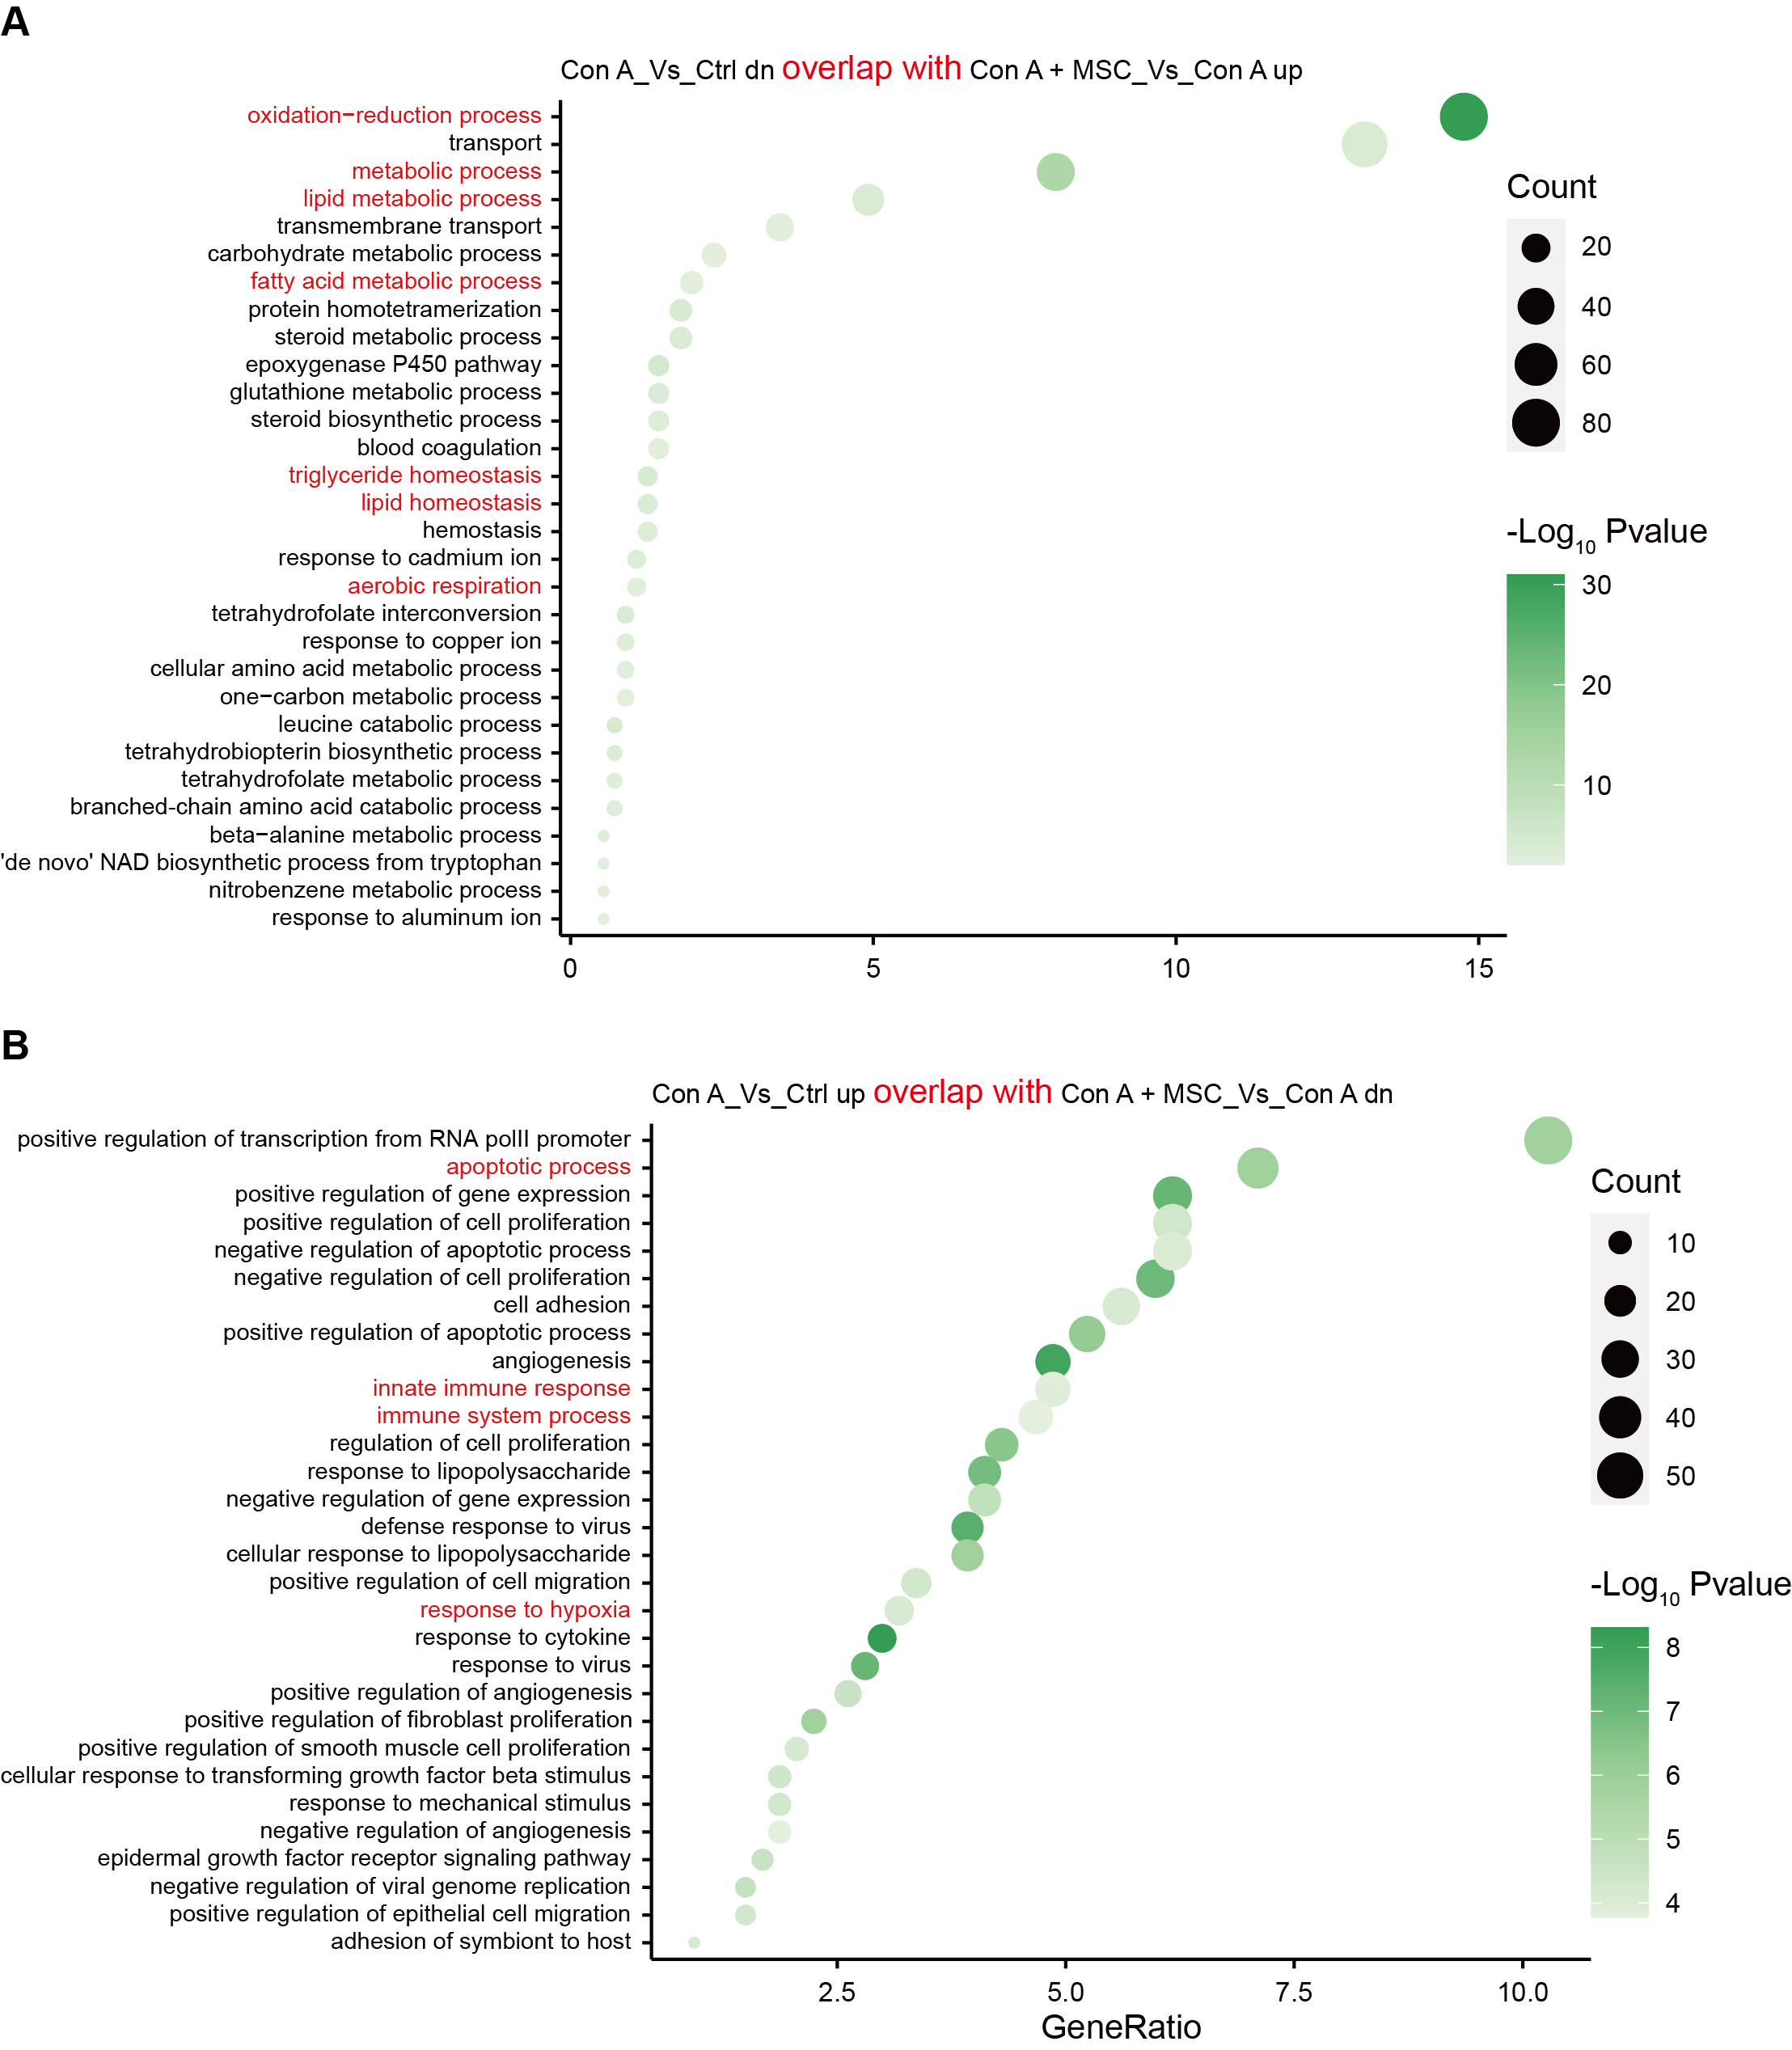 A
Con A_Vs_Ctrl dn overlap with Con A + MSC_Vs_Con A up
oxidation−reduction process
transport
metabolic process
lipid metabolic process
transmembrane transport
carbohydrate metabolic process
fatty acid metabolic process
protein homotetramerization
steroid metabolic process
epoxygenase P450 pathway
glutathione metabolic process
steroid biosynthetic process
blood coagulation
triglyceride homeostasis
lipid homeostasis
hemostasis
response to cadmium ion
aerobic respiration
tetrahydrofolate interconversion
response to copper ion
cellular amino acid metabolic process
one−carbon metabolic process
leucine catabolic process
tetrahydrobiopterin biosynthetic process
tetrahydrofolate metabolic process
branched-chain amino acid catabolic process
beta−alanine metabolic process
'de novo' NAD biosynthetic process from tryptophan
nitrobenzene metabolic process
response to aluminum ion
0 5 10 15
Count
20
40
60
80
-Log10 Pvalue
30
20
10
B
Con A_Vs_Ctrl up overlap with Con A + MSC_Vs_Con A dn
positive regulation of transcription from RNA polII promoter
apoptotic process
positive regulation of gene expression
positive regulation of cell proliferation
negative regulation of apoptotic process
negative regulation of cell proliferation
cell adhesion
positive regulation of apoptotic process
angiogenesis
innate immune response
immune system process
regulation of cell proliferation
response to lipopolysaccharide
negative regulation of gene expression
defense response to virus
cellular response to lipopolysaccharide
positive regulation of cell migration
response to hypoxia
response to cytokine
response to virus
positive regulation of angiogenesis
positive regulation of fibroblast proliferation
positive regulation of smooth muscle cell proliferation
cellular response to transforming growth factor beta stimulus
response to mechanical stimulus
negative regulation of angiogenesis
epidermal growth factor receptor signaling pathway
negative regulation of viral genome replication
positive regulation of epithelial cell migration
adhesion of symbiont to host
2.5 5.0 7.5 10.0
GeneRatio
Count
10
20
30
40
50
-Log10 Pvalue
8
7
6
5
4